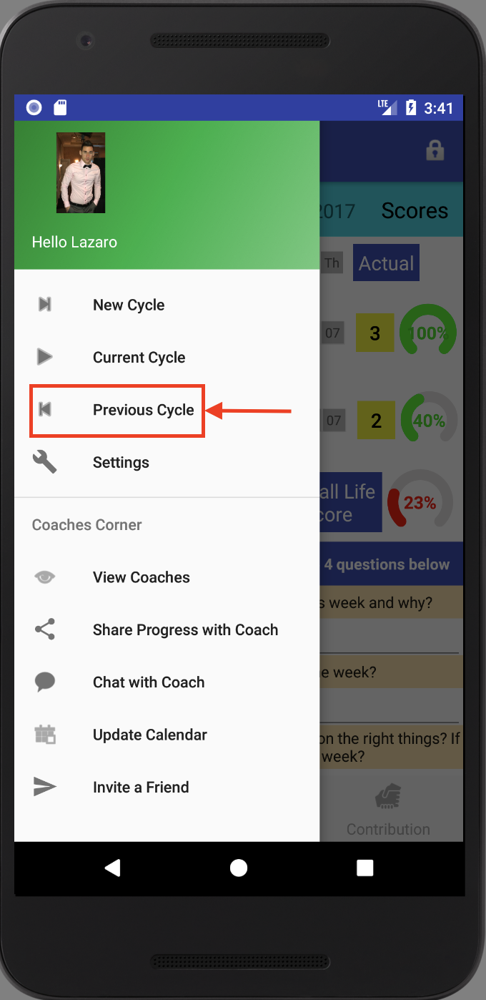 LTE 3:41
2017 Scores
Hello Lazaro
Th Actual
New Cycle
07 3 100%
Current Cycle
Previous Cycle
07 2 40%
Settings
all Life
core
23%
Coaches Corner
4 questions below
View Coaches
s week and why?
Share Progress with Coach
e week?
Chat with Coach
Update Calendar
on the right things? If
week?
Invite a Friend
Contribution